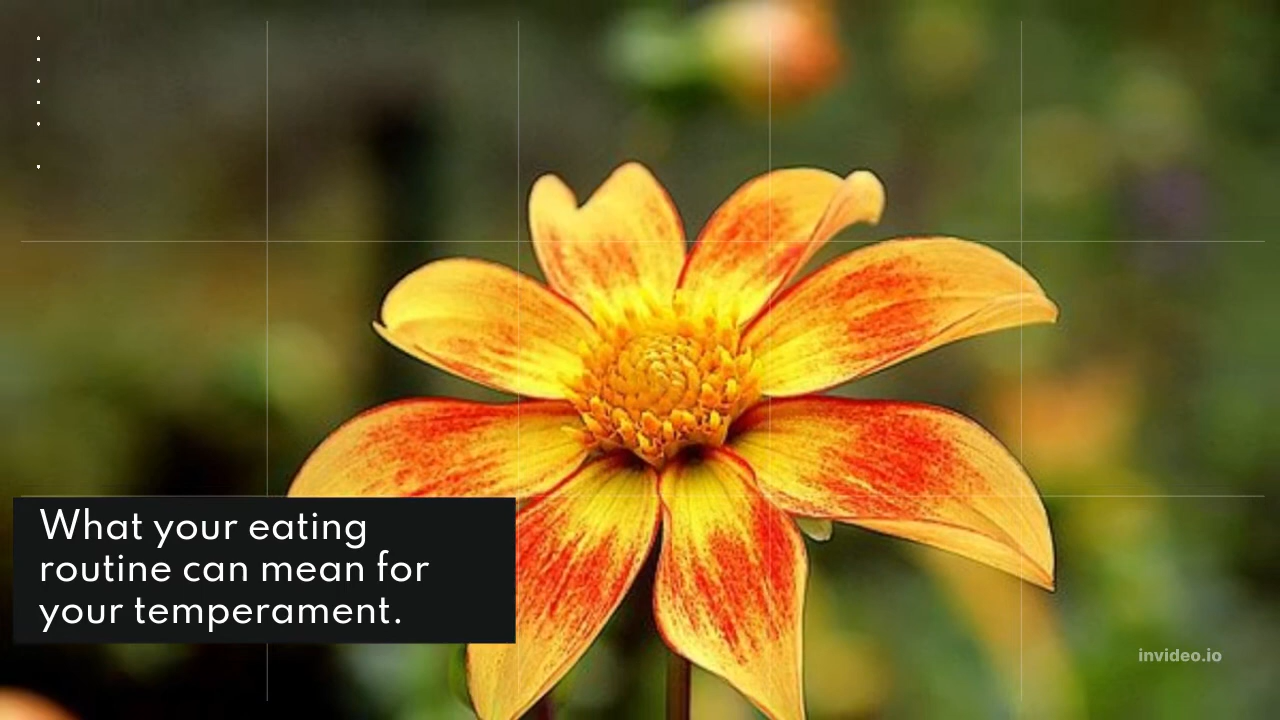 What your eating
routine can mean for
your temperament.
invideo.io